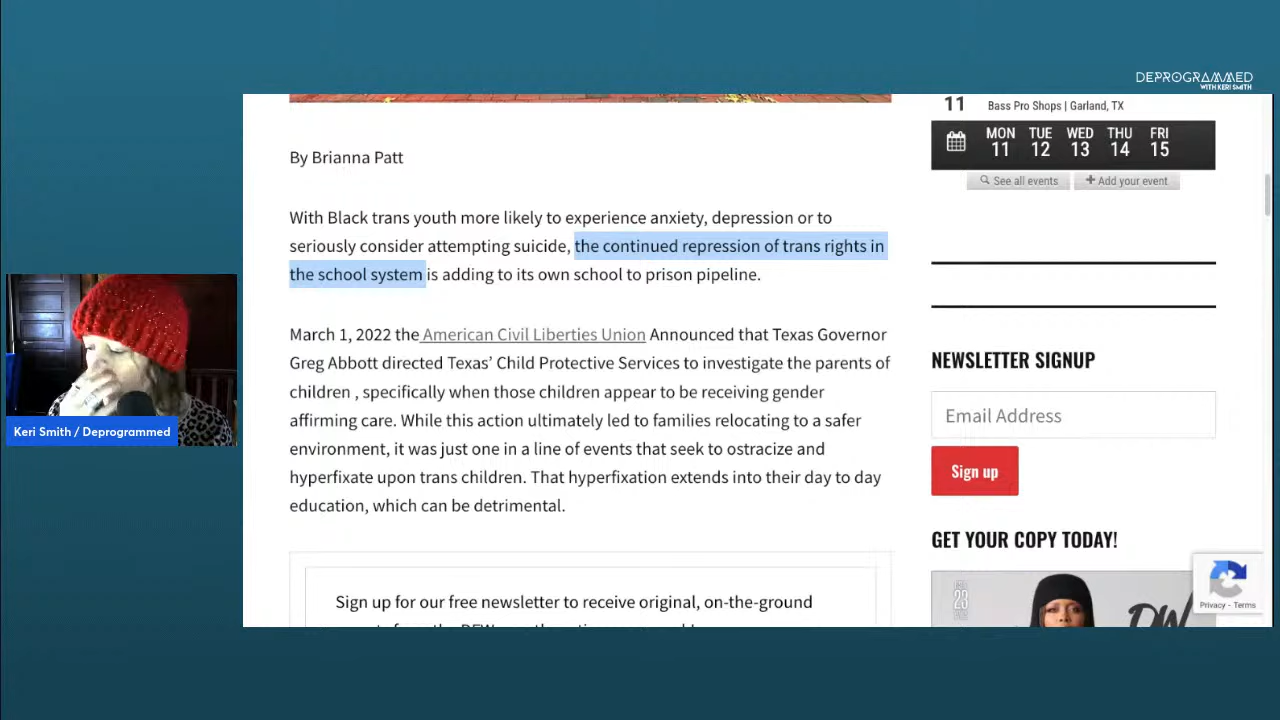 DEPROGRAMMED
WITH KERI SMITH
11
Bass Pro Shops | Garland, TX
MON TUE WED THU FRI
11 12 13 14 15
See all events
Add your event
By Brianna Patt
With Black trans youth more likely to experience anxiety, depression or to
seriously consider attempting suicide, the continued repression of trans rights in
the school system is adding to its own school to prison pipeline.
March 1, 2022 the American Civil Liberties Union Announced that Texas Governor
Greg Abbott directed Texas’ Child Protective Services to investigate the parents of
children , specifically when those children appear to be receiving gender
affirming care. While this action ultimately led to families relocating to a safer
environment, it was just one in a line of events that seek to ostracize and
hyperfixate upon trans children. That hyperfixation extends into their day to day
education, which can be detrimental.
Sign up for our free newsletter to receive original, on-the-ground
NEWSLETTER SIGNUP
Email Address
Sign up
GET YOUR COPY TODAY!
23
DW
Privacy - Terms
Keri Smith / Deprogrammed